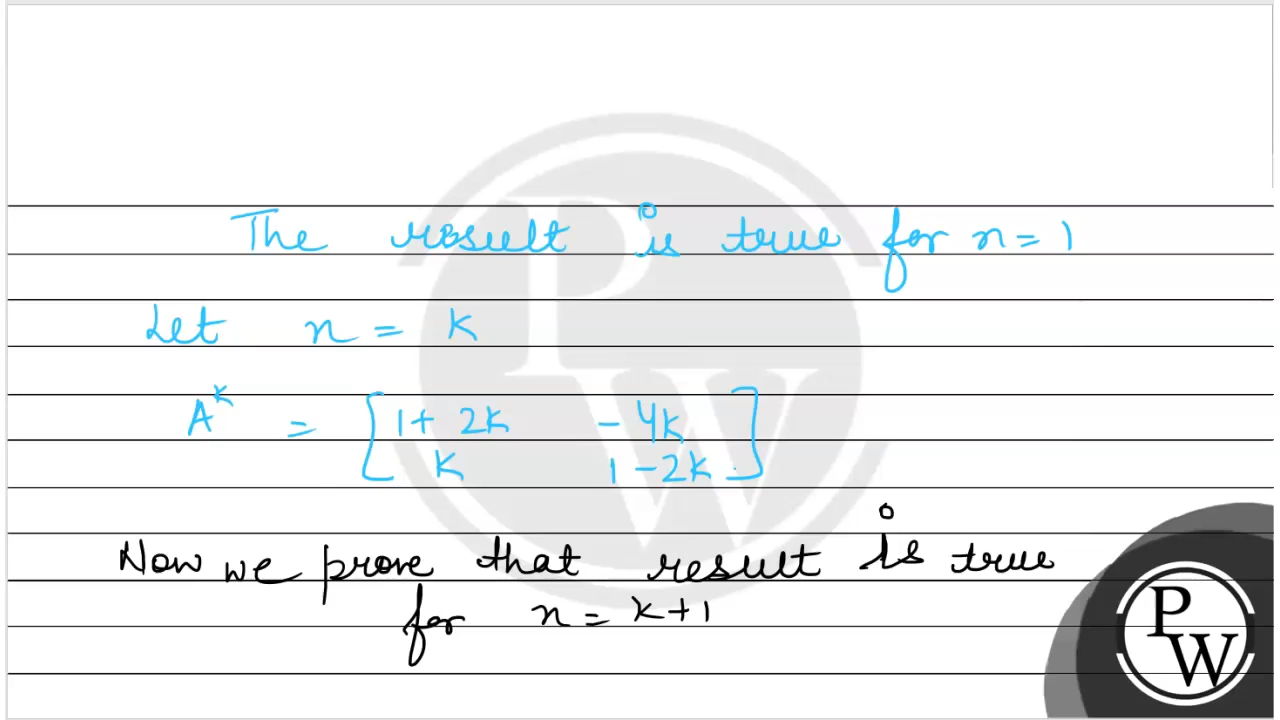 The result is true for n = 1
Let n = K
A^K = [1 + 2K  - 4K
K  1 - 2K]
Now we prove that result is true
for n = K + 1
P
W
P
W